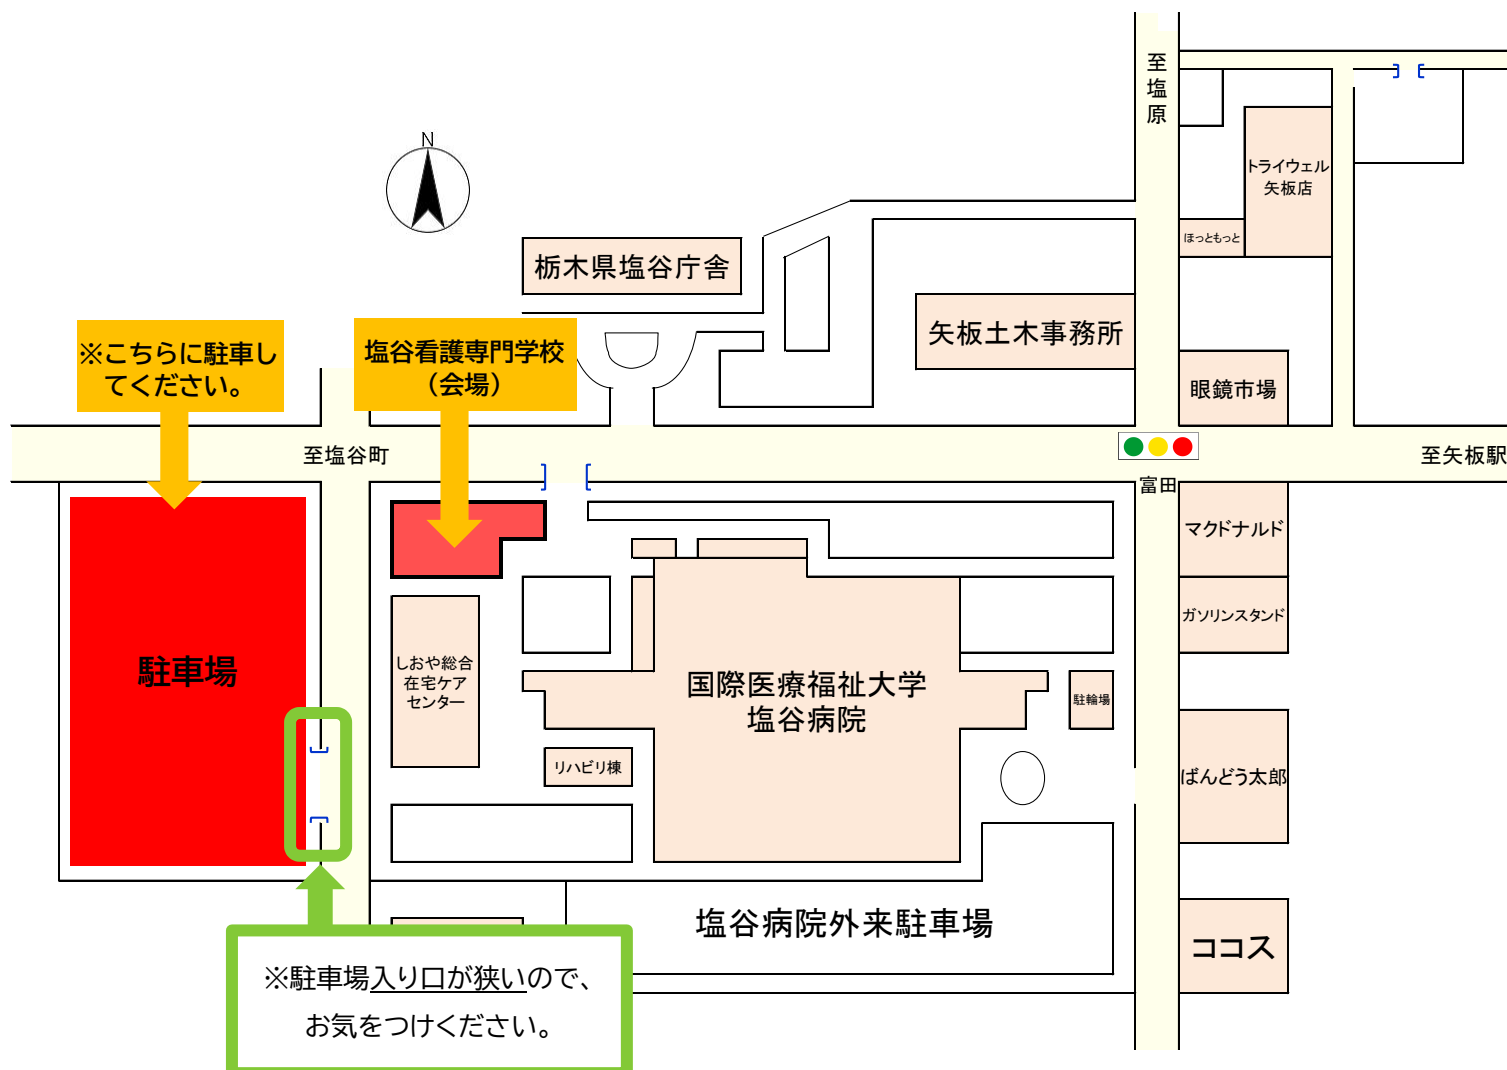 至塩原
N
トライウェル
矢板店
ほっともっと
栃木県塩谷庁舎
矢板土木事務所
※こちらに駐車し
てください。
塩谷看護専門学校
（会場）
眼鏡市場
至塩谷町
至矢板駅
富田
マクドナルド
ガソリンスタンド
駐車場
しおや総合
在宅ケア
センター
国際医療福祉大学
塩谷病院
駐輪場
リハビリ棟
ばんどう太郎
塩谷病院外来駐車場
ココス
※駐車場入り口が狭いので、
お気をつけください。